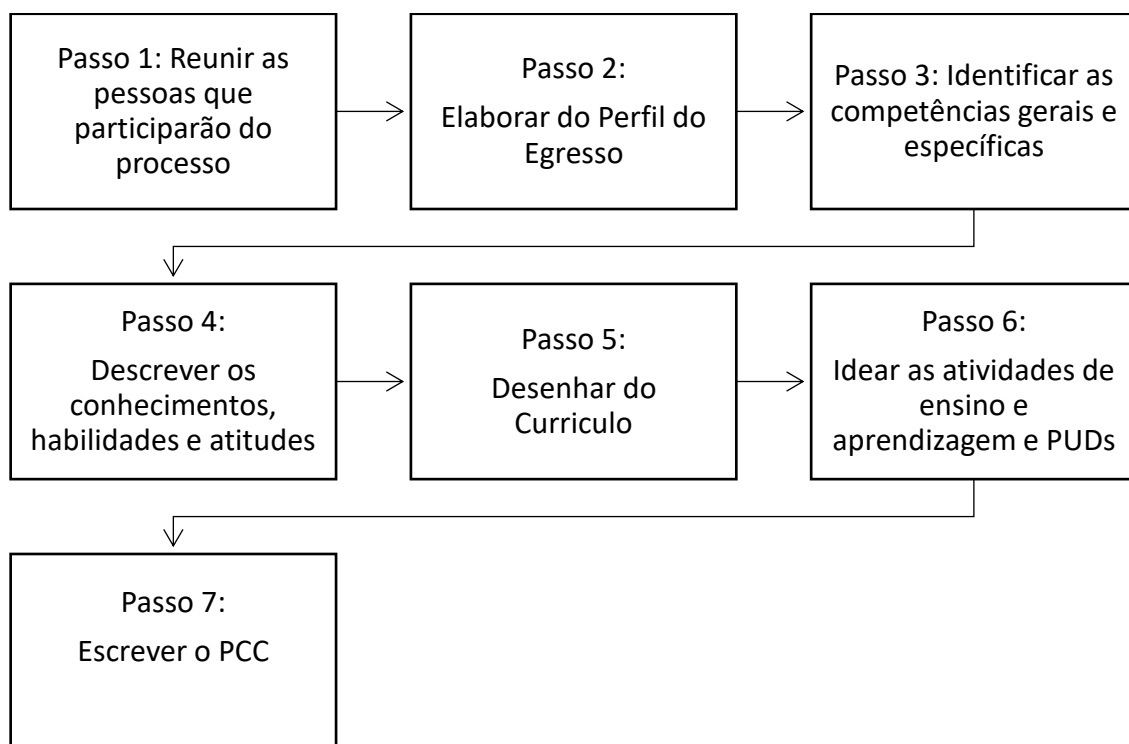 Passo 1: Reunir as
pessoas que
participarão do
processo
Passo 2:
Elaborar do Perfil do
Egresso
Passo 3: Identificar as
competências gerais e
específicas
Passo 4:
Descrever os
conhecimentos,
habilidades e atitudes
Passo 5:
Desenhar do
Curriculo
Passo 6:
Idear as atividades de
ensino e
aprendizagem e PUDs
Passo 7:
Escrever o PCC